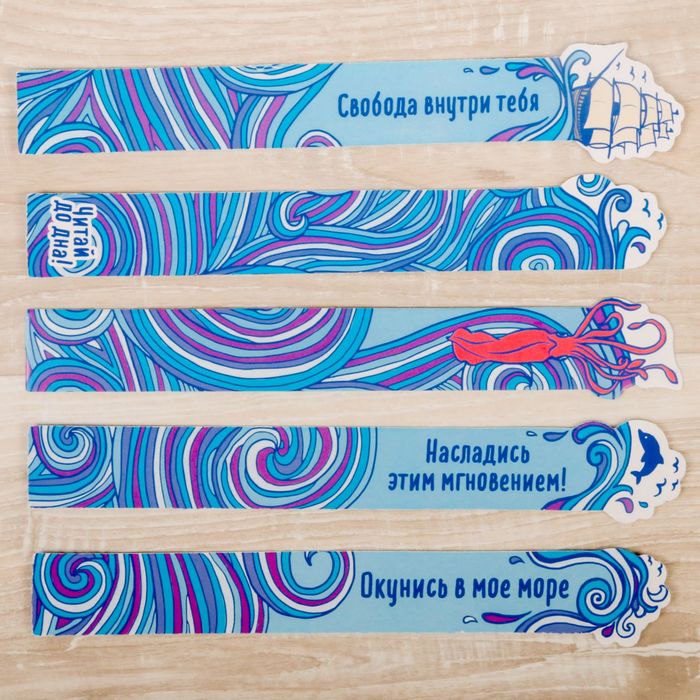 Свобода внутри тебя
Читай
до дна!
Насладись
этим мгновением!
Окунись в мое море